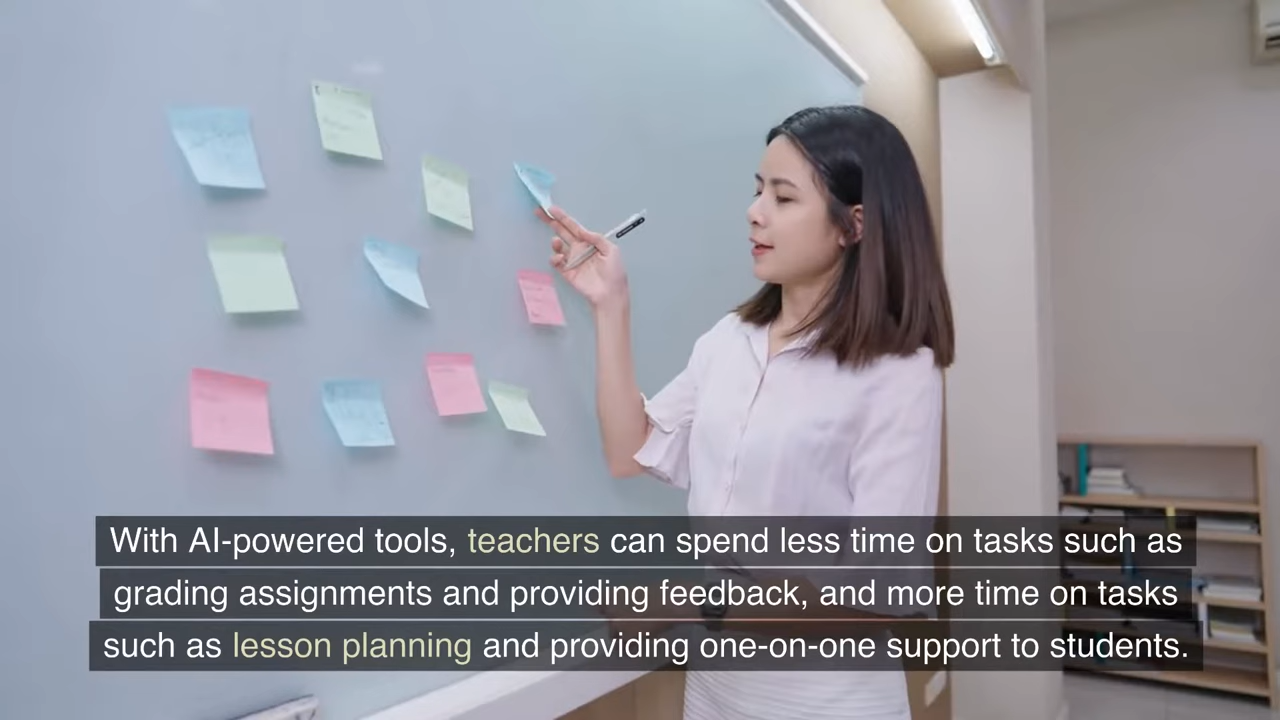 With AI-powered tools, teachers can spend less time on tasks such as
grading assignments and providing feedback, and more time on tasks
such as lesson planning and providing one-on-one support to students.